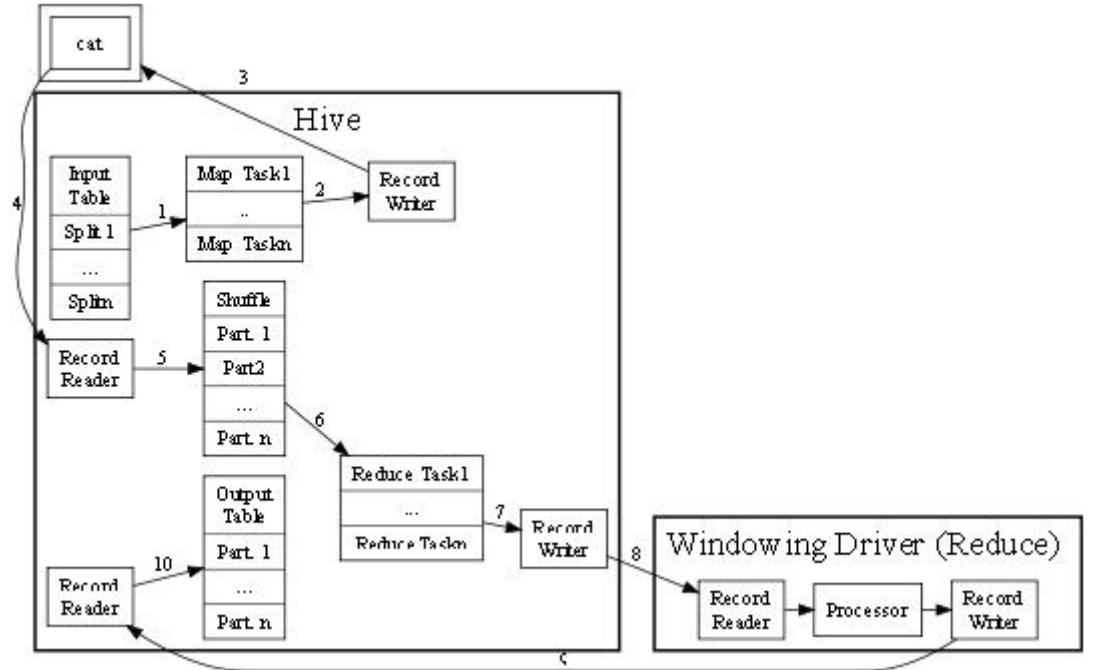 cat
3
Hive
Input
Table
Split 1
...
Splitn
1
Map Task1
..
Map Taskn
2
Record
Writer
4
Record
Reader
5
Shuffle
Part. 1
Part2
...
Part. n
6
Reduce Task1
...
Reduce Taskn
7
Record
Writer
8
Windowing Driver (Reduce)
Record
Reader
Processor
Record
Writer
Output
Table
Part. 1
...
Part. n
10
Record
Reader